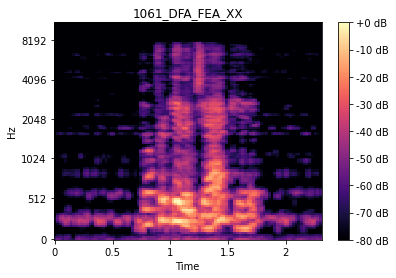 1061_DFA_FEA_XX
+0 dB
8192
-10 dB
4096
-20 dB
-30 dB
2048
Hz
-40 dB
1024
-50 dB
512
-60 dB
-70 dB
0
-80 dB
0 0.5 1 1.5 2
Time